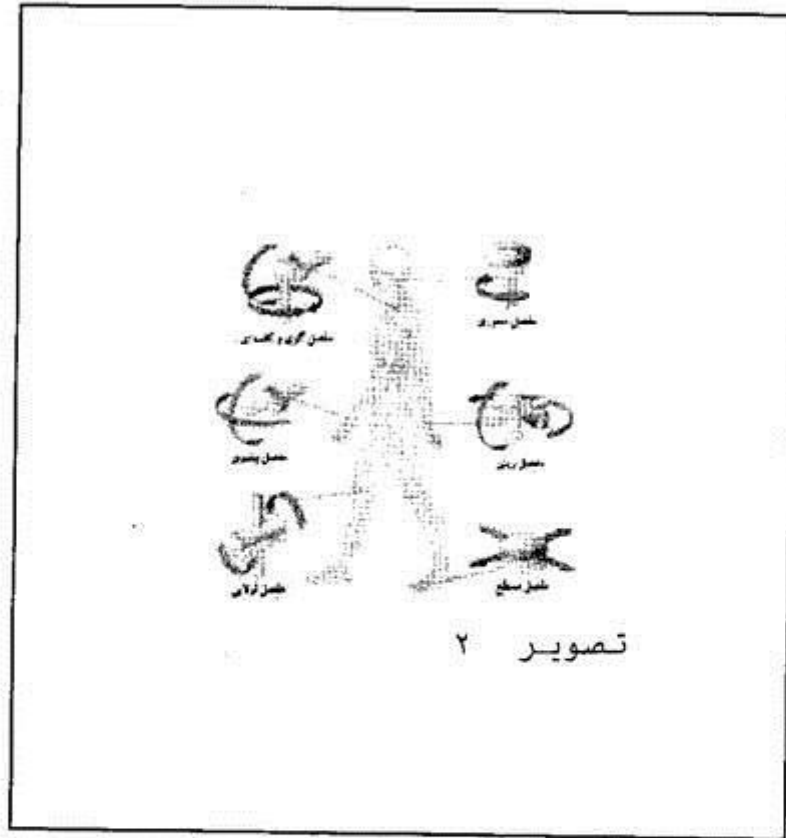 مفصل محوری
مفصل گوی و کاسه‌ای
مفصل زینی
مفصل بیضوی
مفصل مسطح
مفصل لولایی
تصویر ۲